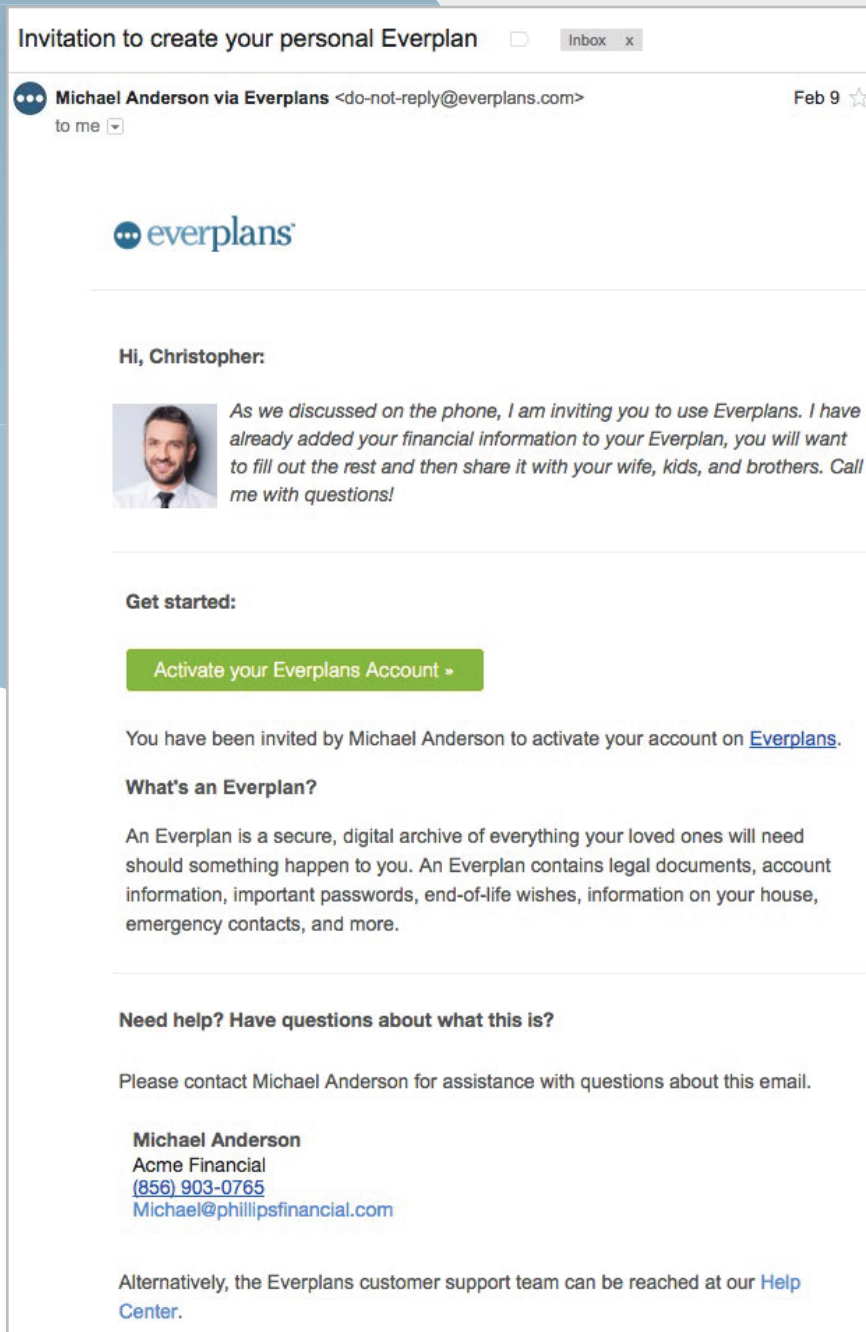 Invitation to create your personal Everplan
Inbox x
Michael Anderson via Everplans <do-not-reply@everplans.com>
Feb 9
to me
everplans™
Hi, Christopher:
As we discussed on the phone, I am inviting you to use Everplans. I have
already added your financial information to your Everplan, you will want
to fill out the rest and then share it with your wife, kids, and brothers. Call
me with questions!
Get started:
Activate your Everplans Account »
You have been invited by Michael Anderson to activate your account on Everplans.
What's an Everplan?
An Everplan is a secure, digital archive of everything your loved ones will need
should something happen to you. An Everplan contains legal documents, account
information, important passwords, end-of-life wishes, information on your house,
emergency contacts, and more.
Need help? Have questions about what this is?
Please contact Michael Anderson for assistance with questions about this email.
Michael Anderson
Acme Financial
(856) 903-0765
Michael@phillipsfinancial.com
Alternatively, the Everplans customer support team can be reached at our Help
Center.